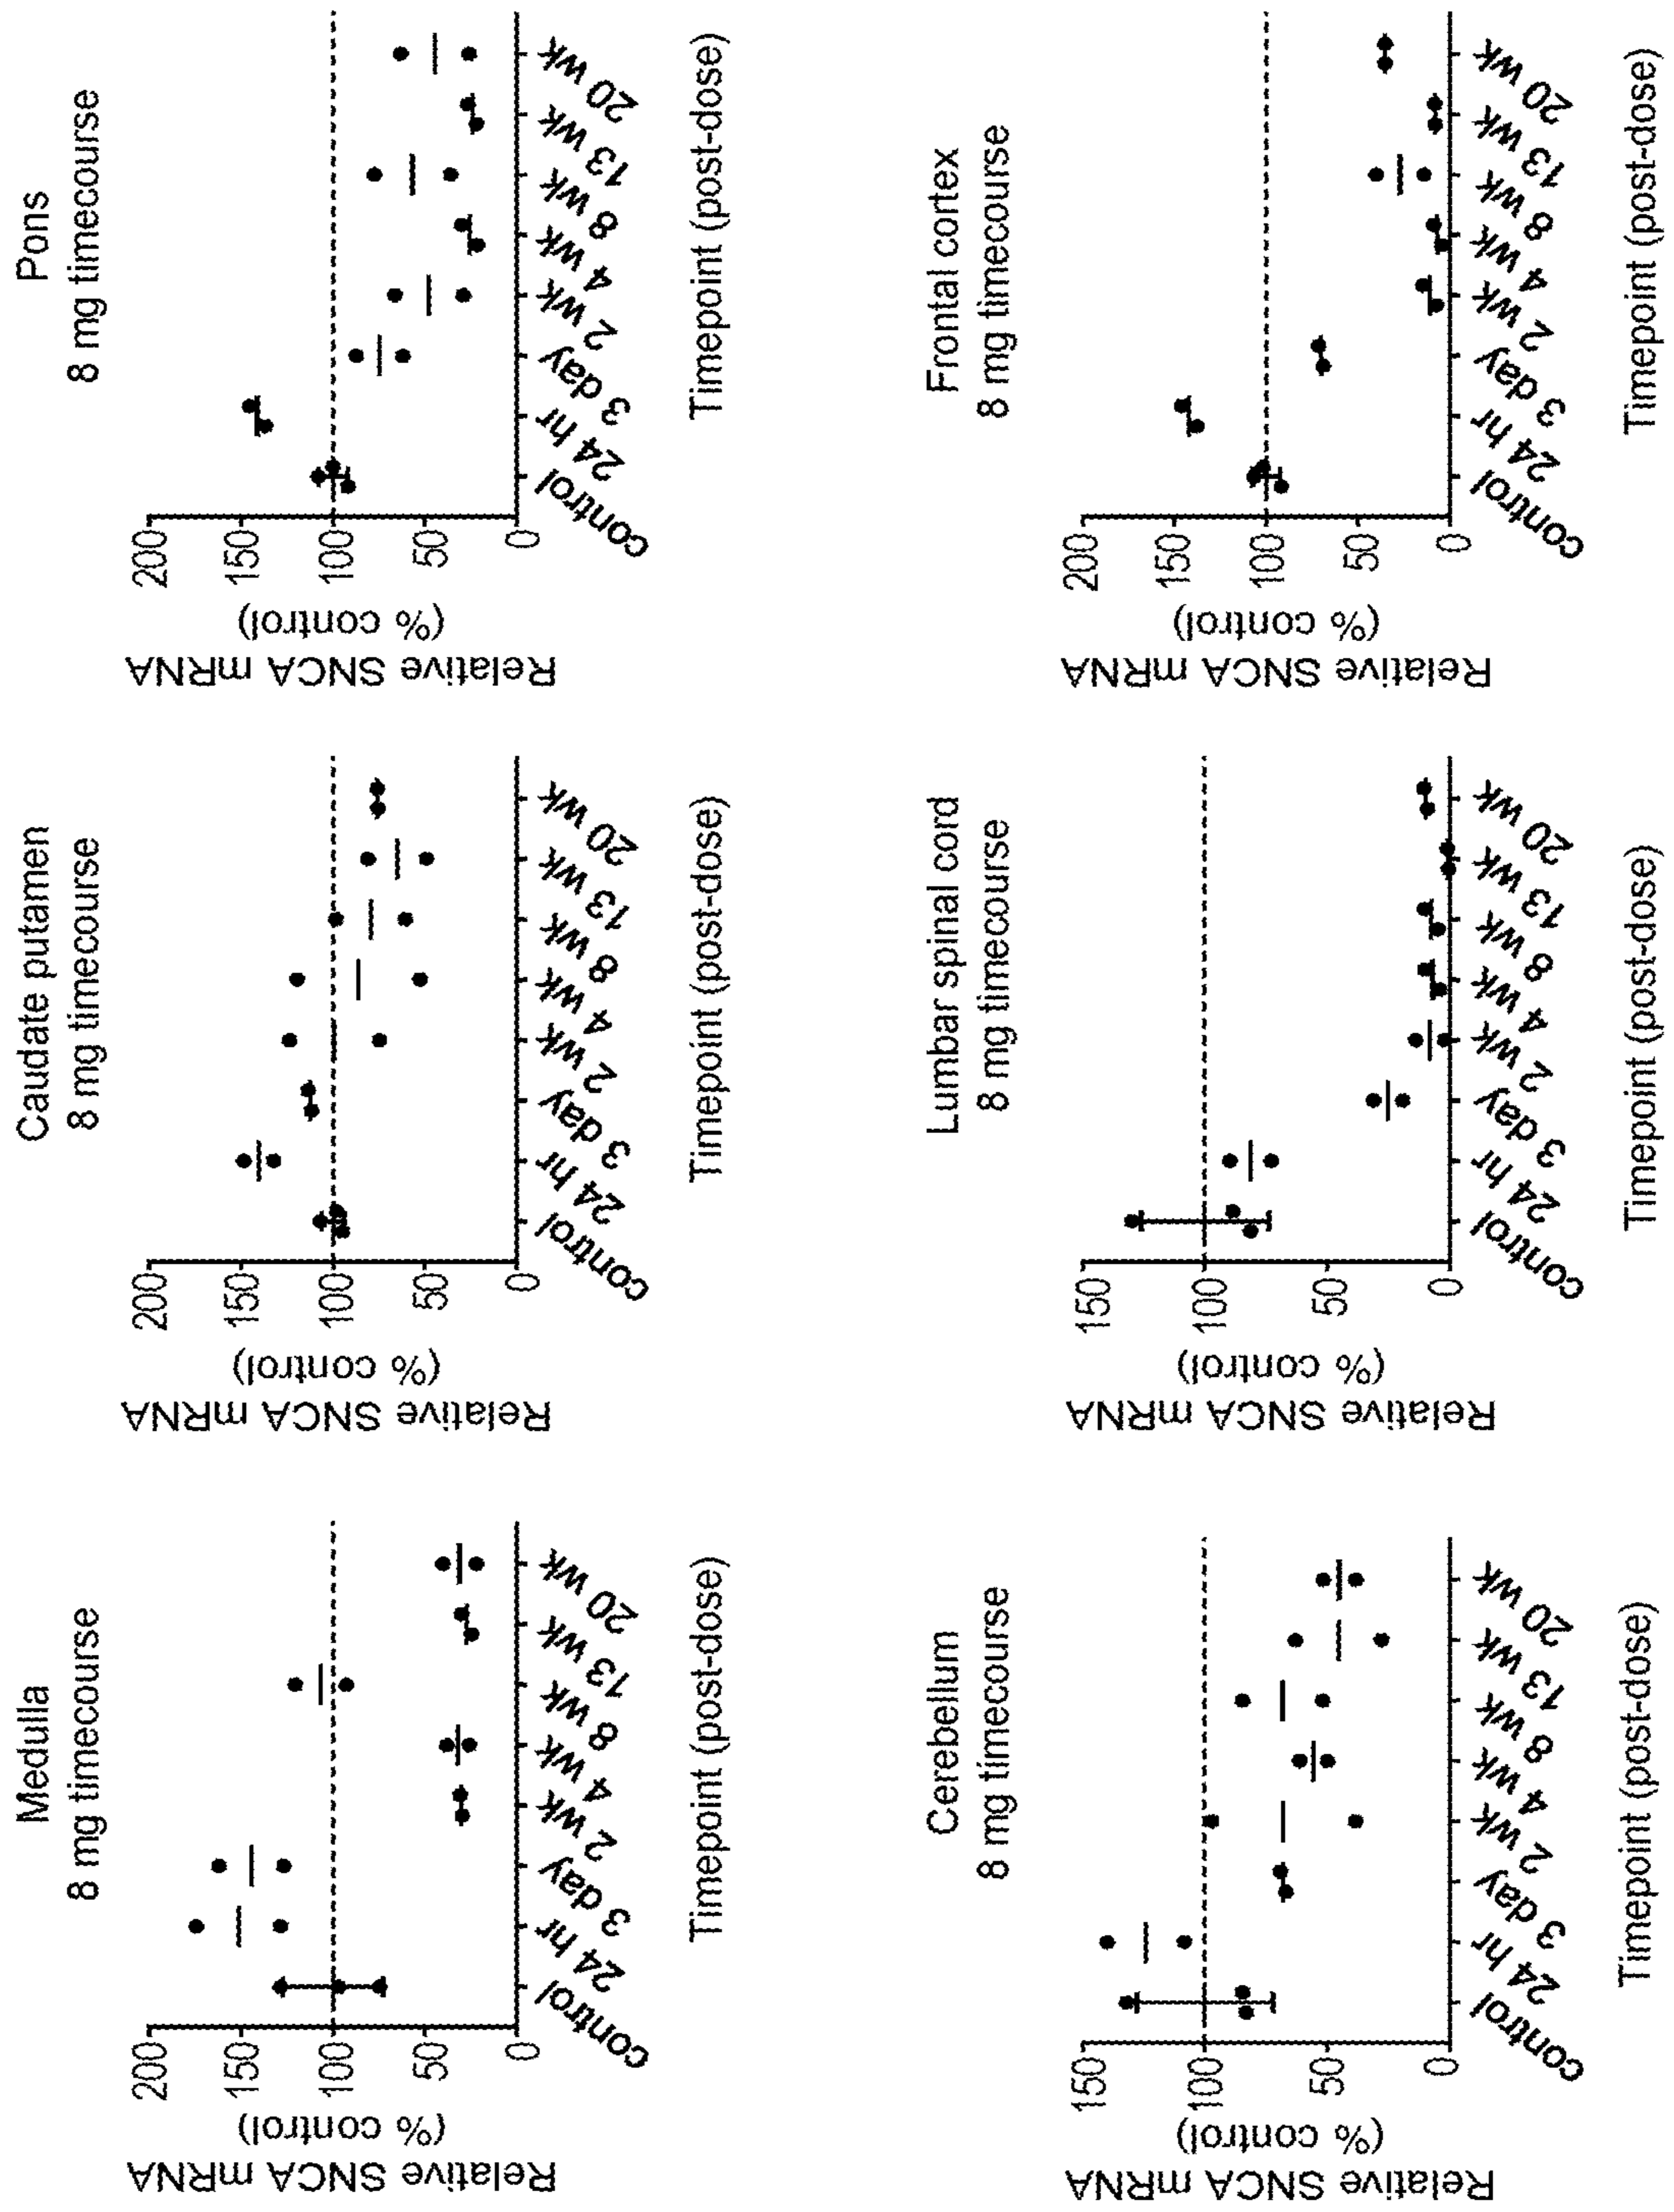 Medulla
8 mg timecourse
Relative SNCA mRNA
(% control)
200
150
100
50
0
control
24 hr
3 day
2 wk
4 wk
8 wk
13 wk
20 wk
Timepoint (post-dose)
Caudate putamen
8 mg timecourse
Relative SNCA mRNA
(% control)
200
150
100
50
0
control
24 hr
3 day
2 wk
4 wk
8 wk
13 wk
20 wk
Timepoint (post-dose)
Pons
8 mg timecourse
Relative SNCA mRNA
(% control)
200
150
100
50
0
control
24 hr
3 day
2 wk
4 wk
8 wk
13 wk
20 wk
Timepoint (post-dose)
Cerebellum
8 mg timecourse
Relative SNCA mRNA
(% control)
150
100
50
0
control
24 hr
3 day
2 wk
4 wk
8 wk
13 wk
20 wk
Timepoint (post-dose)
Lumbar spinal cord
8 mg timecourse
Relative SNCA mRNA
(% control)
150
100
50
0
control
24 hr
3 day
2 wk
4 wk
8 wk
13 wk
20 wk
Timepoint (post-dose)
Frontal cortex
8 mg timecourse
Relative SNCA mRNA
(% control)
200
150
100
50
0
control
24 hr
3 day
2 wk
4 wk
8 wk
13 wk
20 wk
Timepoint (post-dose)